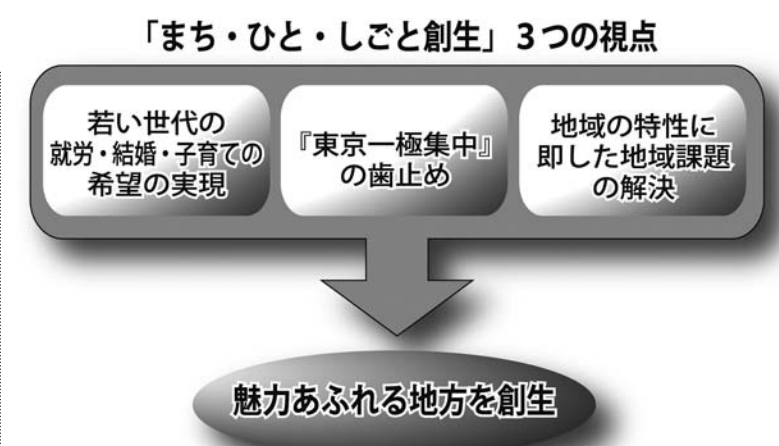 「まち・ひと・しごと創生」３つの視点
若い世代の
就労・結婚・子育ての
希望の実現
『東京一極集中』
の歯止め
地域の特性に
即した地域課題
の解決
魅力あふれる地方を創生